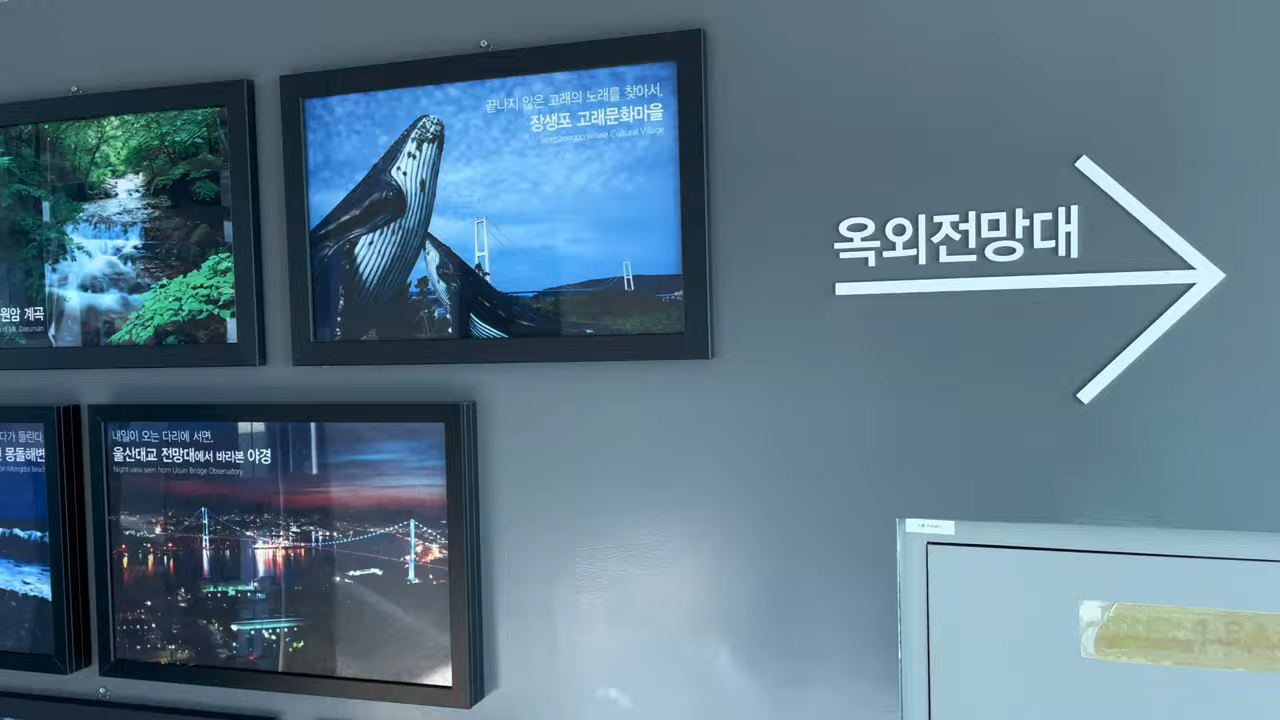 끝나지 않은 고래의 노래를 찾아서,
장생포 고래문화마을
Jangsaengpo Whale Cultural Village
옥외전망대
원암 계곡
of Mt. Daeunsan
다가 들린다,
몽돌해변
Mongdol Beach
내일이 오는 다리에 서면,
울산대교 전망대에서 바라본 야경
Night view seen from Ulsan Bridge Observatory